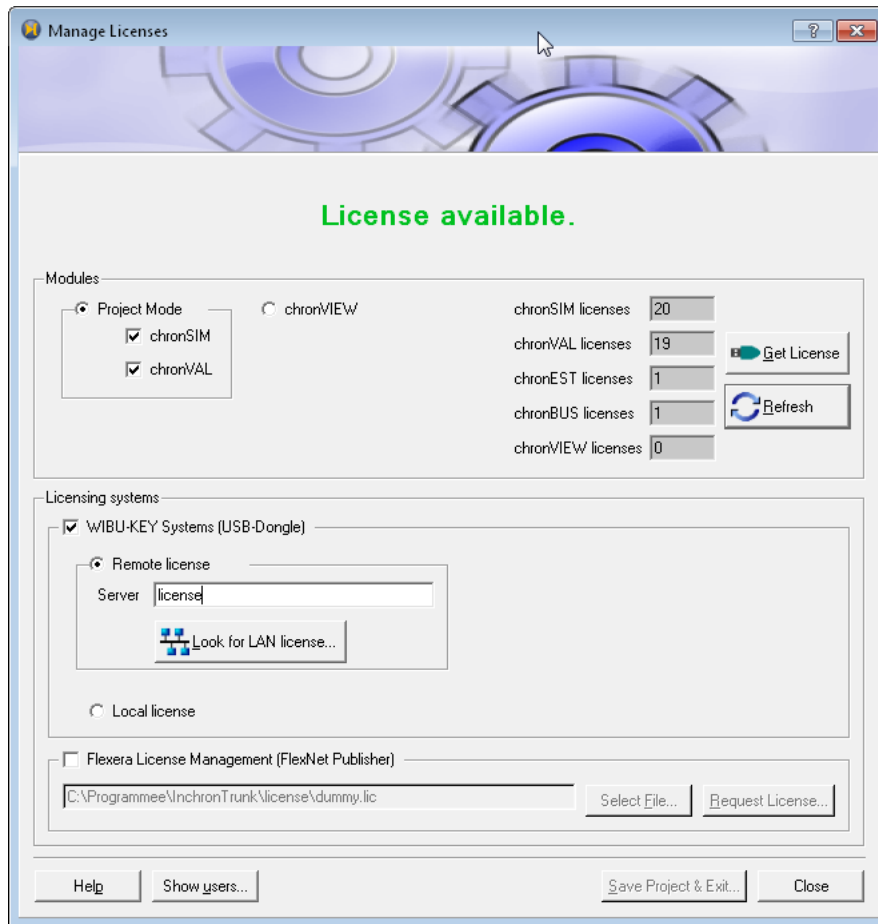 Manage Licenses
License available.
Modules
Project Mode
chronSIM
chronVAL
chronVIEW
chronSIM licenses 20
chronVAL licenses 19
chronEST licenses 1
chronBUS licenses 1
chronVIEW licenses 0
Get License
Refresh
Licensing systems
WIBU-KEY Systems (USB-Dongle)
Remote license
Server license
Look for LAN license...
Local license
Flexera License Management (FlexNet Publisher)
C:\Programmee\InchronTrunk\license\dummy.lic
Select File...
Request License...
Help
Show users...
Save Project & Exit...
Close